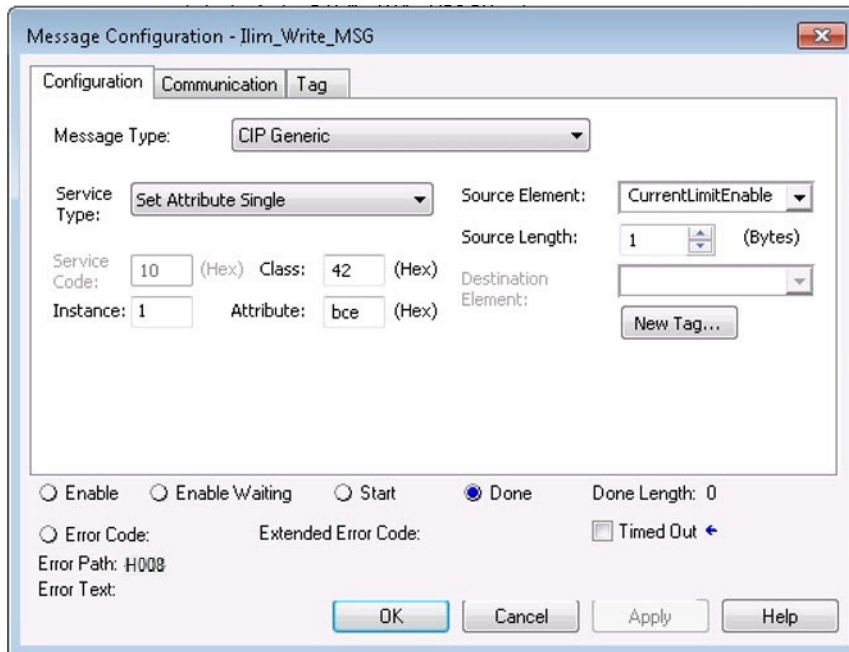 Message Configuration - Ilim_Write_MSG
Configuration Communication Tag
Message Type: CIP Generic
Service Type: Set Attribute Single Source Element: CurrentLimitEnable
Source Length: 1 (Bytes)
Service Code: 10 (Hex) Class: 42 (Hex) Destination Element:
Instance: 1 Attribute: bce (Hex)
New Tag...
Enable Enable Waiting Start Done Done Length: 0
Error Code: Extended Error Code: Timed Out
Error Path: H008
Error Text:
OK Cancel Apply Help